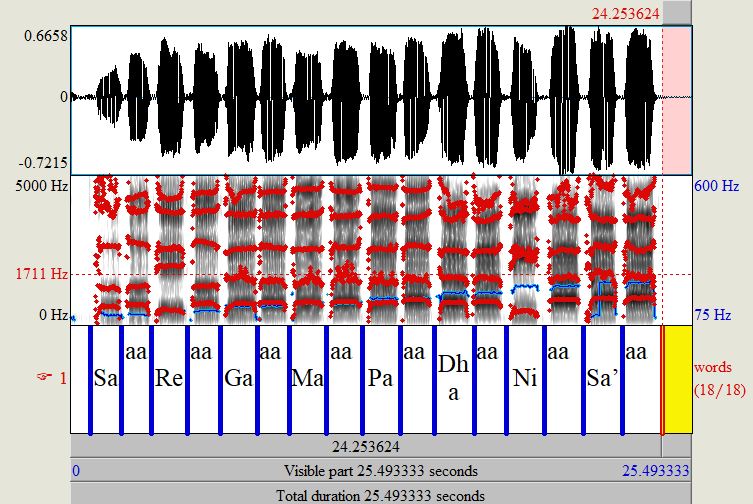 24.253624
0.6658
0
-0.7215
5000 Hz
600 Hz
1711 Hz
0 Hz
75 Hz
☞ 1
Sa aa Re aa Ga aa Ma aa Pa aa Dh
a aa Ni aa Sa’ aa
words
(18/18)
24.253624
0 Visible part 25.493333 seconds 25.493333
Total duration 25.493333 seconds